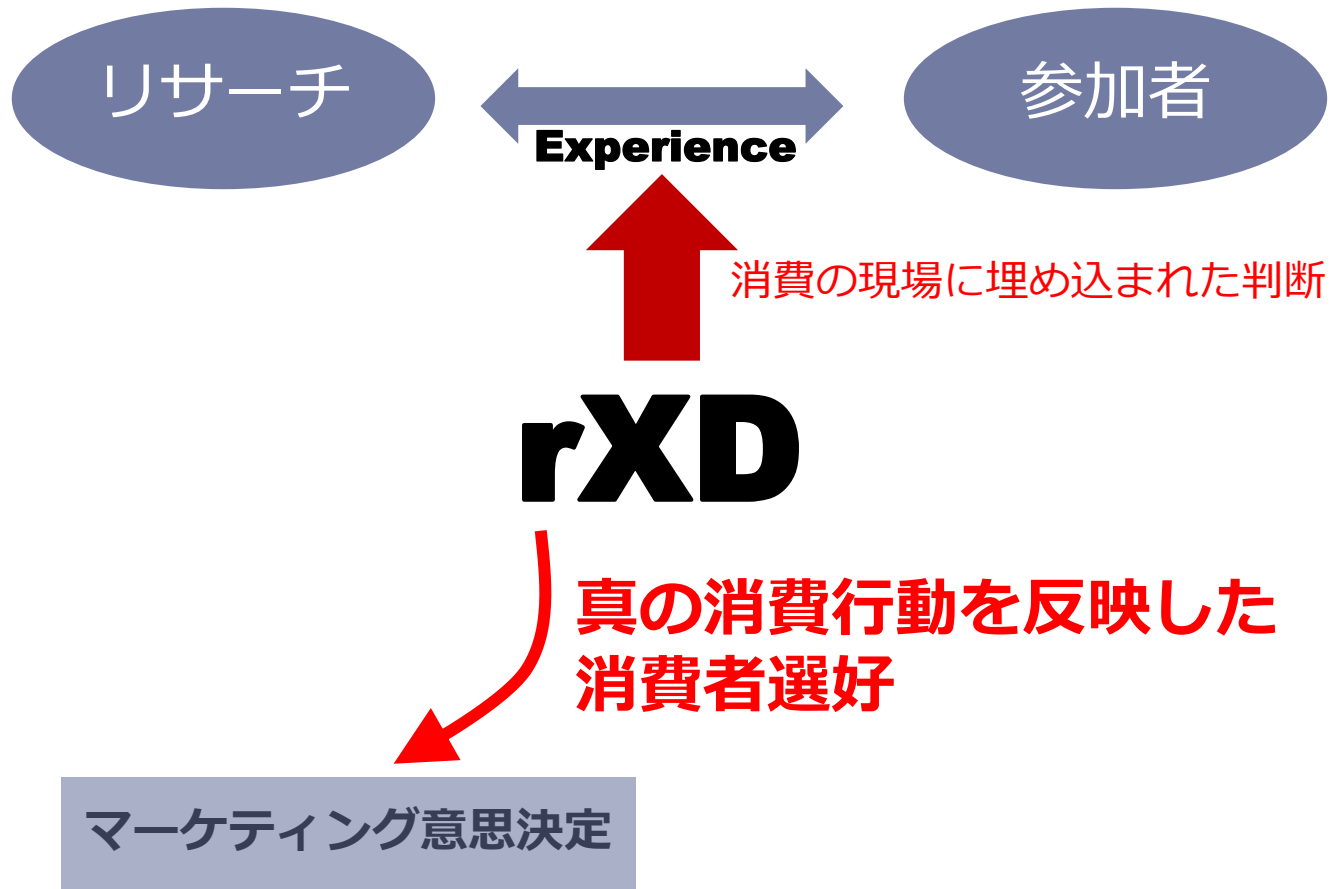 リサーチ
参加者
Experience
消費の現場に埋め込まれた判断
rXD
真の消費行動を反映した
消費者選好
マーケティング意思決定